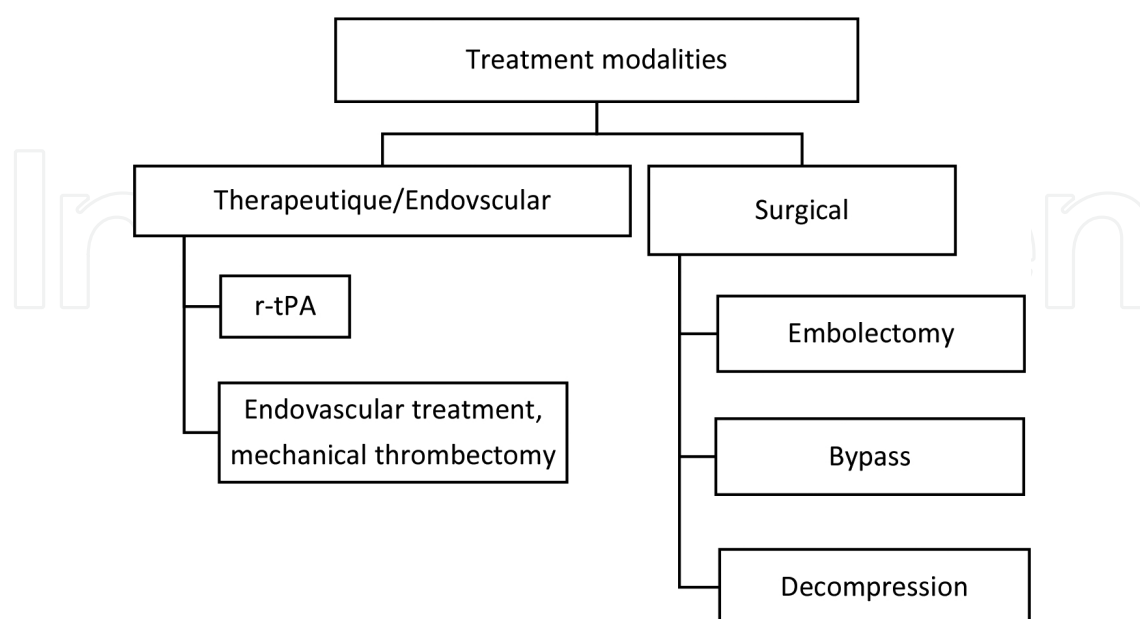 Treatment modalities
Therapeutique/Endovscular
Surgical
r-tPA
Embolectomy
Endovascular treatment,
mechanical thrombectomy
Bypass
Decompression